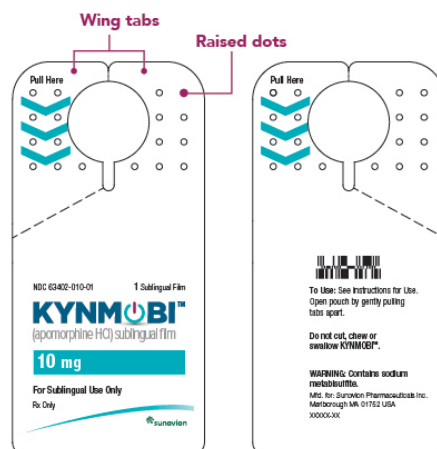 Wing tabs
Raised dots
Pull Here
NDC 63402-010-01 1 Sublingual Film
KYNMOBI™
(apomorphine HCl) sublingual film
10 mg
For Sublingual Use Only
Rx Only
sunovion
Pull Here
To Use: See Instructions for Use.
Open pouch by gently pulling
tabs apart.
Do not cut, chew or
swallow KYNMOBI™.
WARNING: Contains sodium
metabisulfite.
Mfd. for: Sunovion Pharmaceuticals Inc.
Marlborough MA 01752 USA
XXXXX-XX